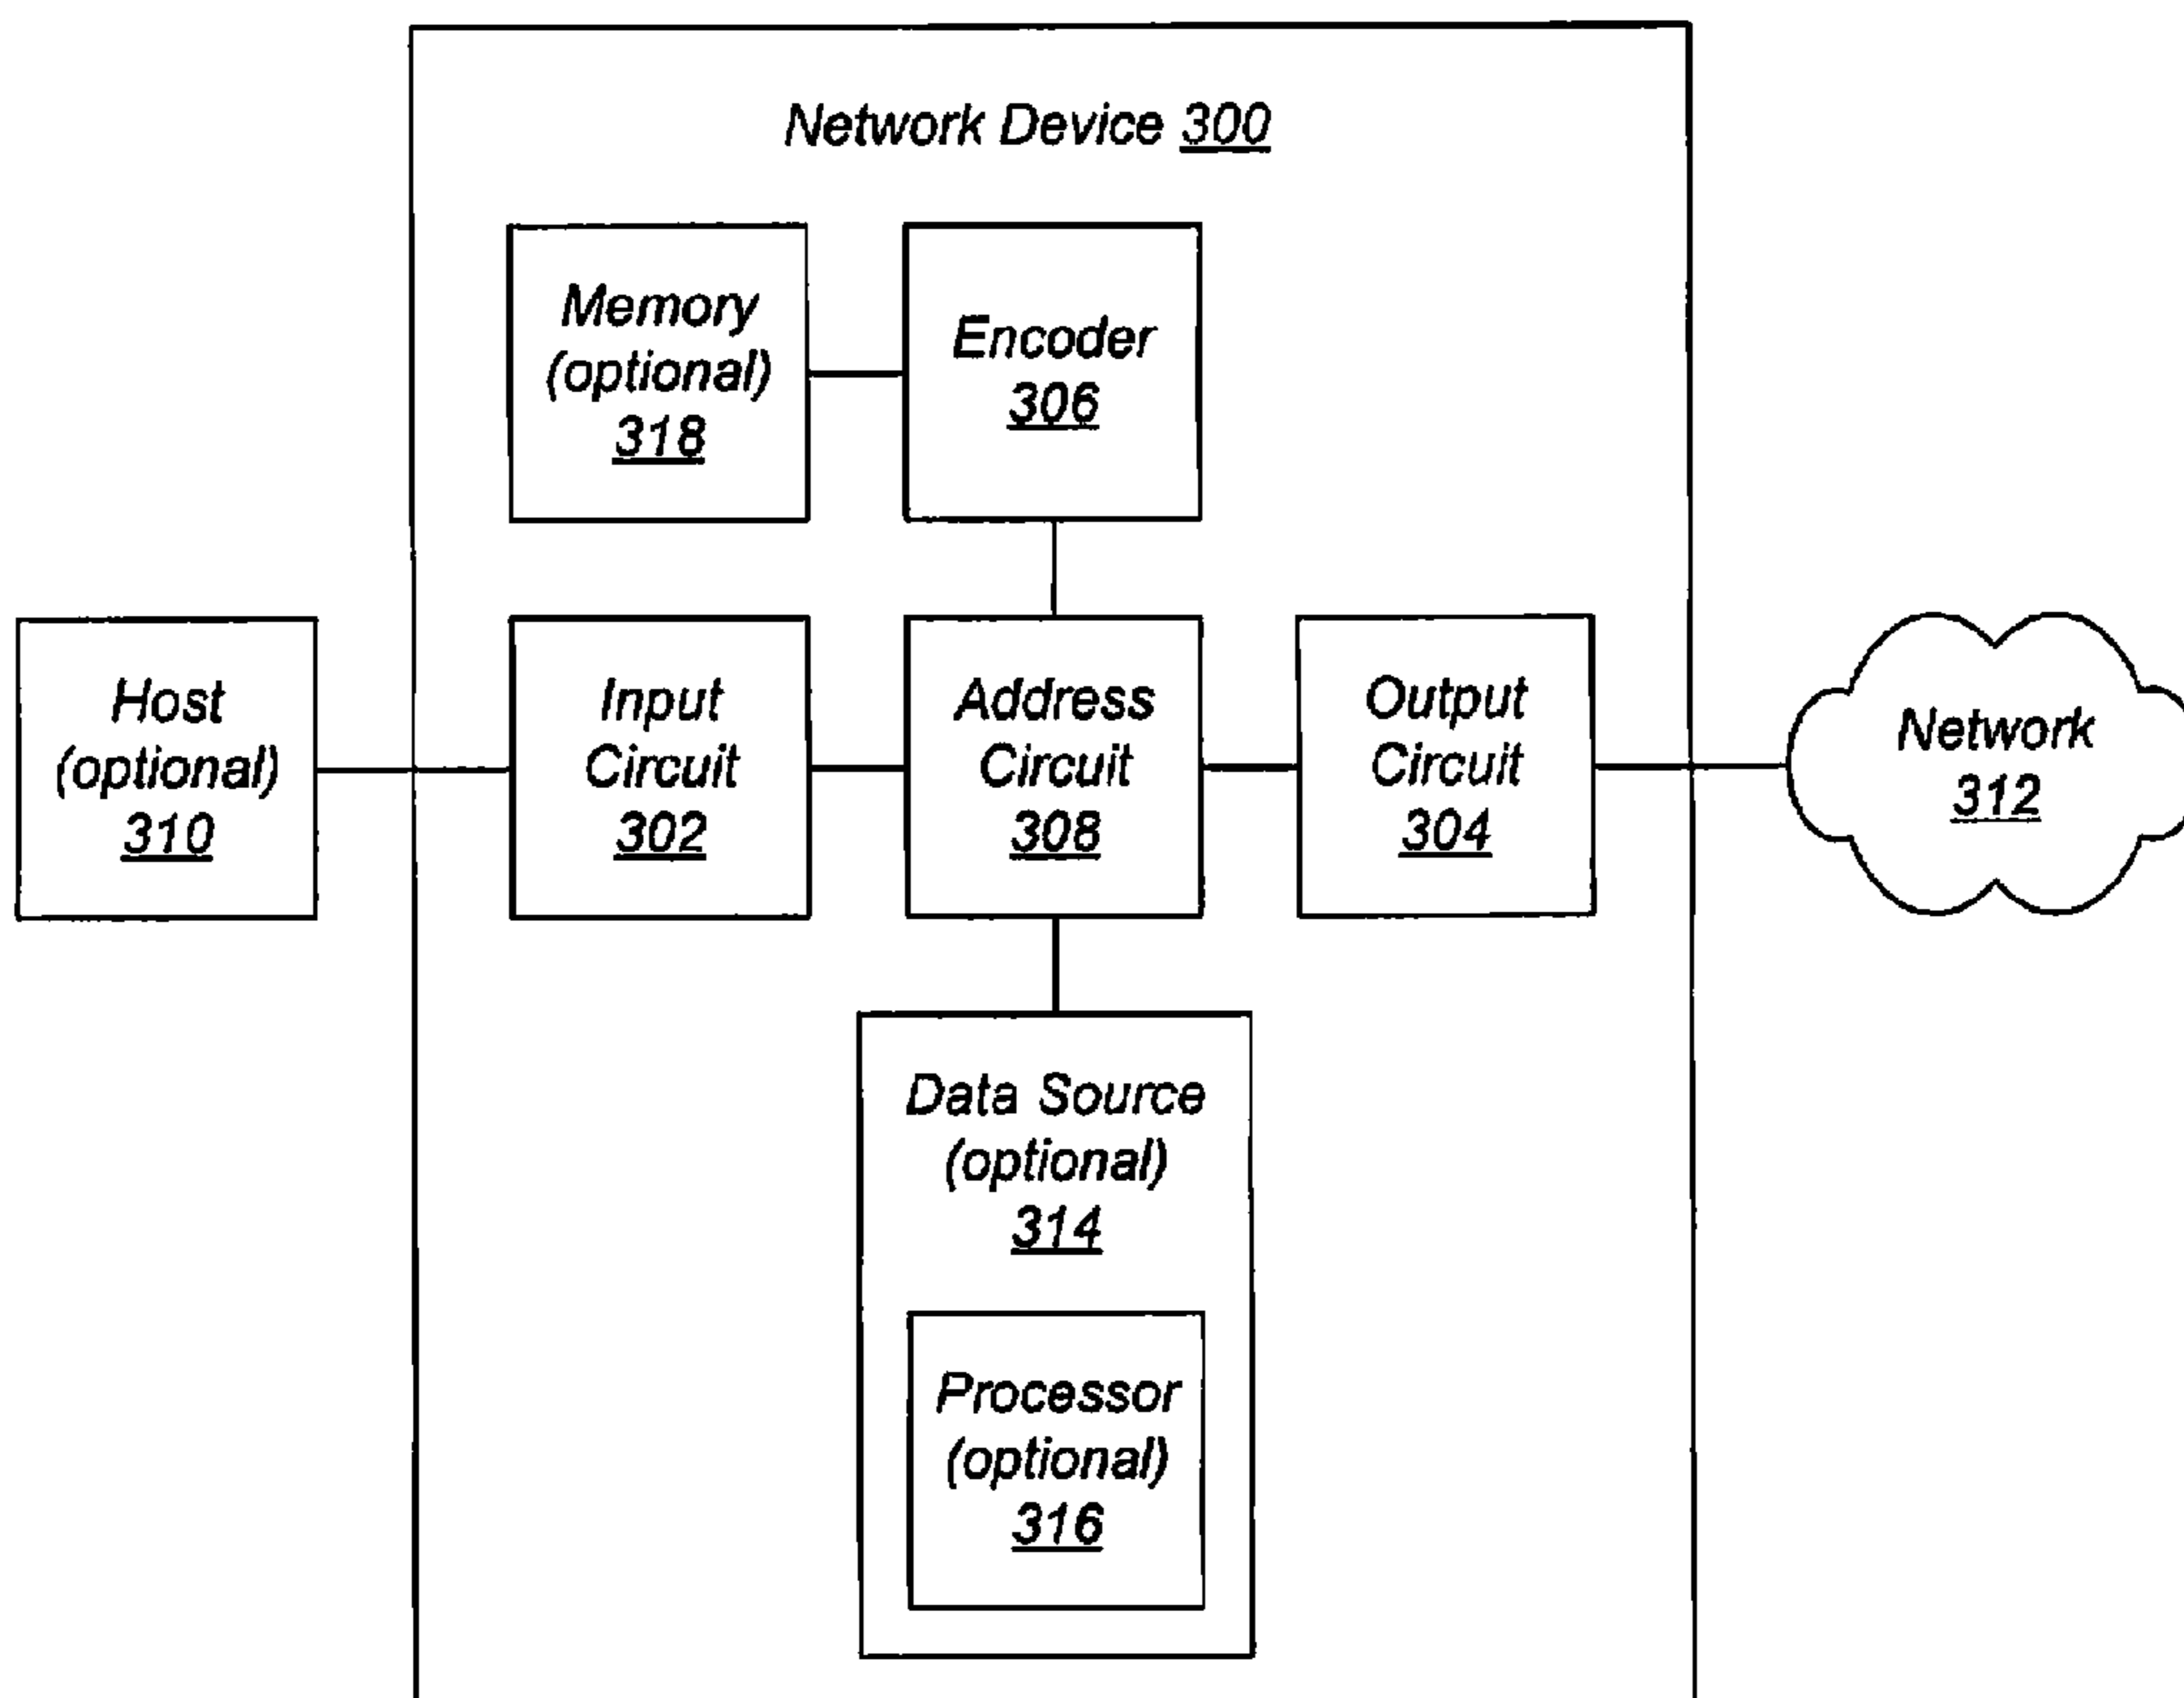 Network Device 300
Memory
(optional)
318
Encoder
306
Host
(optional)
310
Input
Circuit
302
Address
Circuit
308
Output
Circuit
304
Network
312
Data Source
(optional)
314
Processor
(optional)
316